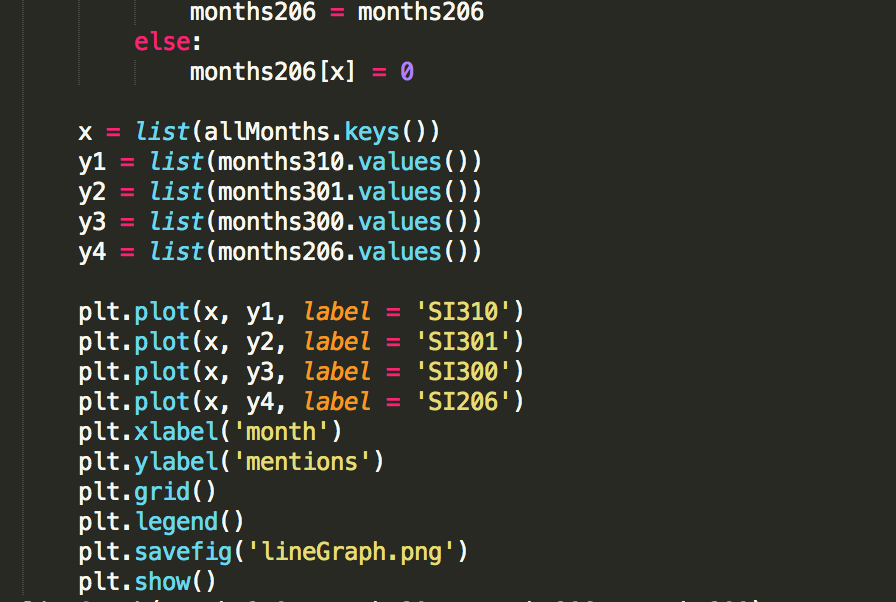 months206 = months206
else:
months206[x] = 0
x = list(allMonths.keys())
y1 = list(months310.values())
y2 = list(months301.values())
y3 = list(months300.values())
y4 = list(months206.values())
plt.plot(x, y1, label = 'SI310')
plt.plot(x, y2, label = 'SI301')
plt.plot(x, y3, label = 'SI300')
plt.plot(x, y4, label = 'SI206')
plt.xlabel('month')
plt.ylabel('mentions')
plt.grid()
plt.legend()
plt.savefig('lineGraph.png')
plt.show()